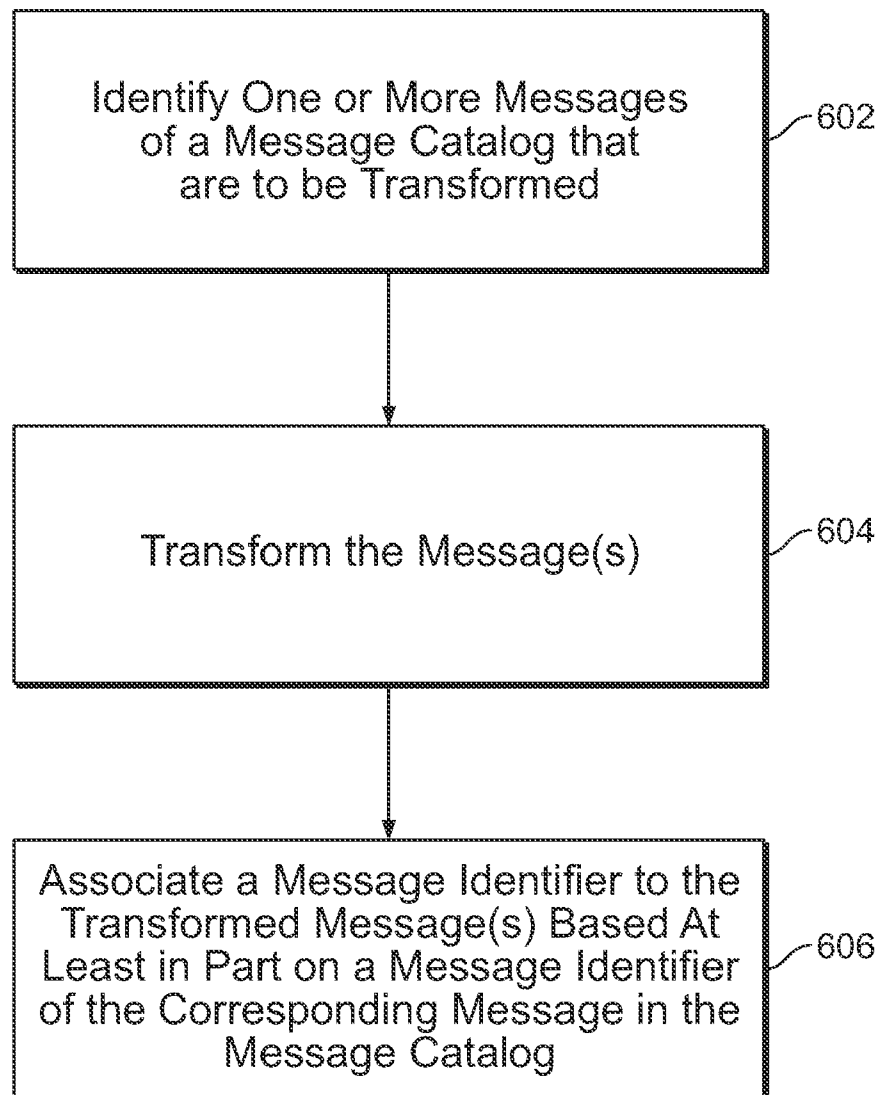 Identify One or More Messages
of a Message Catalog that
are to be Transformed
602
Transform the Message(s)
604
Associate a Message Identifier to the
Transformed Message(s) Based At
Least in Part on a Message Identifier
of the Corresponding Message in the
Message Catalog
606